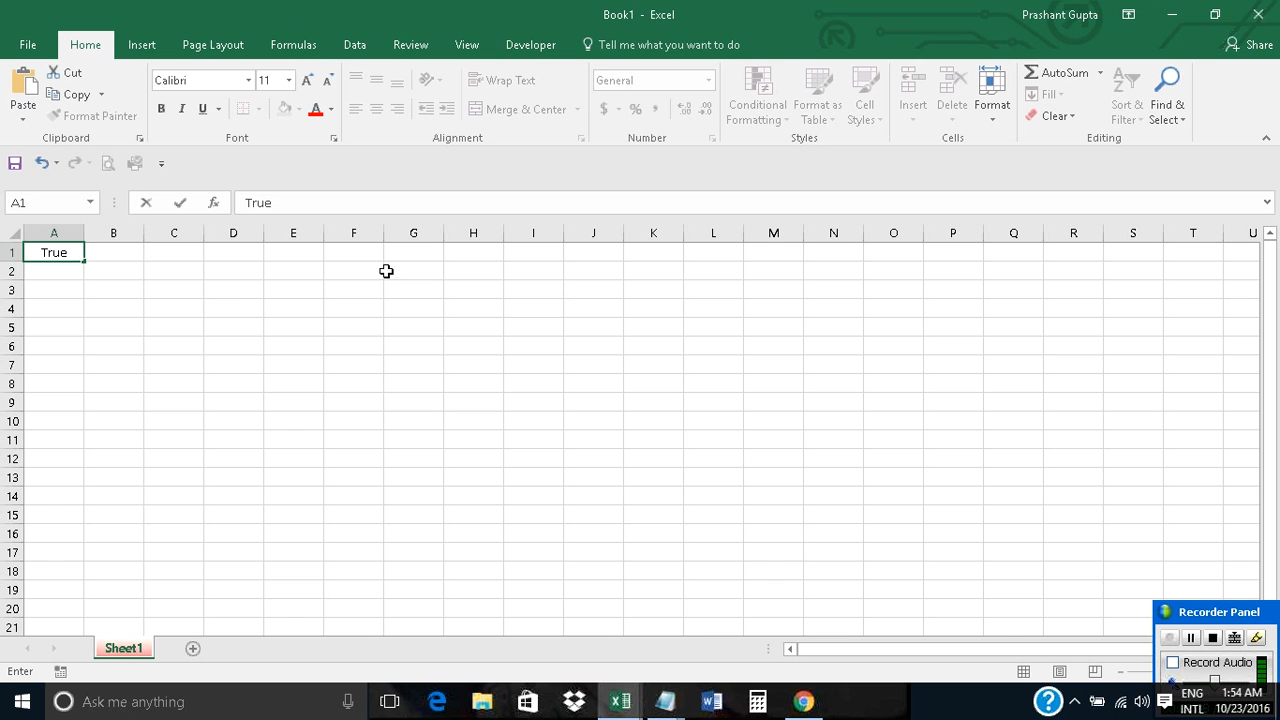 Book1 - Excel
Prashant Gupta
File Home Insert Page Layout Formulas Data Review View Developer Tell me what you want to do Share
Paste
Cut
Copy
Format Painter
Clipboard
Calibri 11
B I U
Font
Wrap Text
Merge & Center
Alignment
General
$ % ,
Number
Conditional Formatting
Format as Table
Cell Styles
Styles
Insert
Delete
Format
Cells
AutoSum
Fill
Clear
Sort & Filter
Find & Select
Editing
A1 fx True
A B C D E F G H I J K L M N O P Q R S T U
1 True
2
3
4
5
6
7
8
9
10
11
12
13
14
15
16
17
18
19
20
21
Sheet1
Enter
Recorder Panel
Record Audio
Ask me anything
ENG 1:54 AM
INTL 10/23/2016